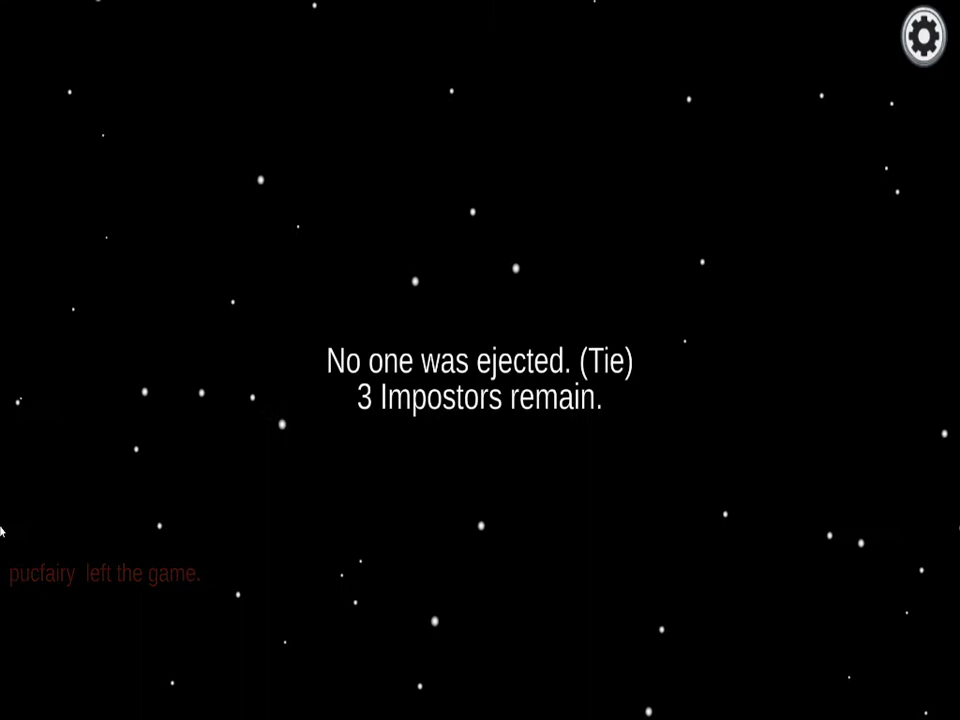 No one was ejected. (Tie)
3 Impostors remain.
pucfairy left the game.